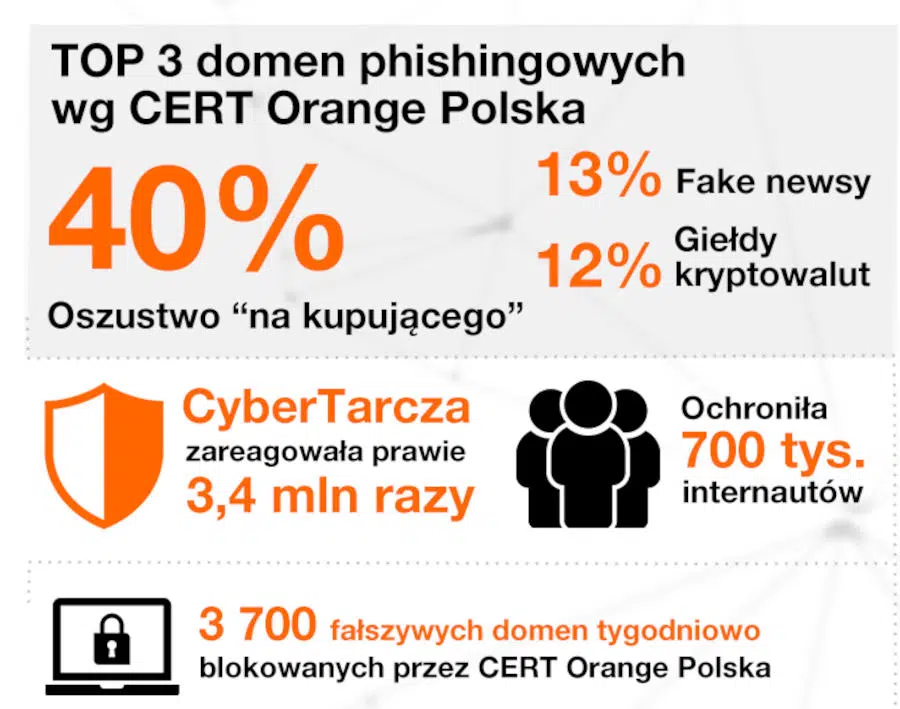 TOP 3 domen phishingowych
wg CERT Orange Polska
40%
Oszustwo “na kupującego”
13% Fake newsy
12% Giełdy
kryptowalut
CyberTarcza
zareagowała prawie
3,4 mln razy
Ochroniła
700 tys.
internautów
3 700 fałszywych domen tygodniowo
blokowanych przez CERT Orange Polska